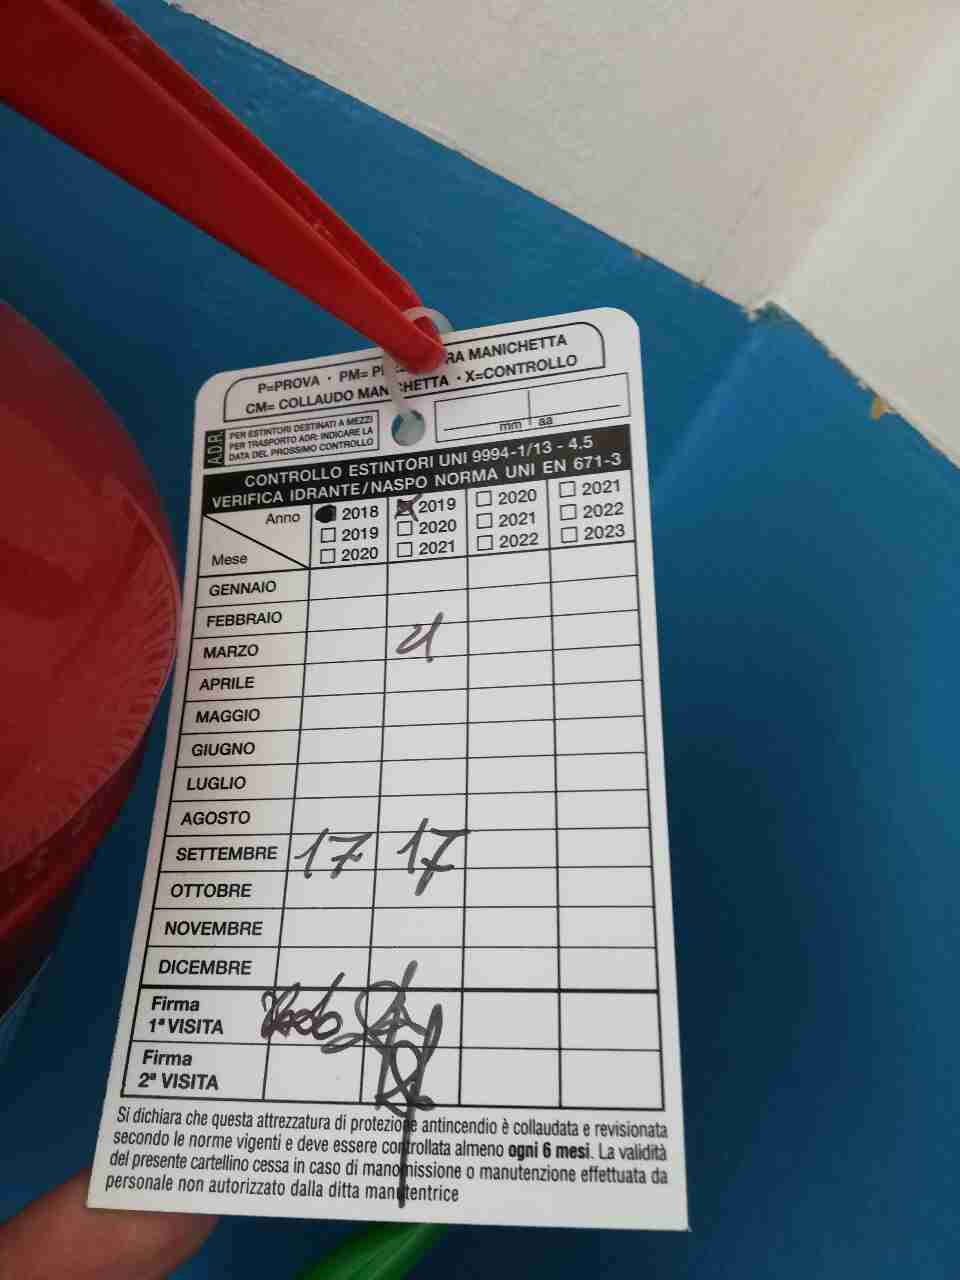 P=PROVA · PM= PR RA MANICHETTA
CM= COLLAUDO MANICHETTA · X=CONTROLLO
A.D.R.
PER ESTINTORI DESTINATI A MEZZI
PER TRASPORTO ADR: INDICARE LA
DATA DEL PROSSIMO CONTROLLO
mm aa
CONTROLLO ESTINTORI UNI 9994-1/13 - 4.5
VERIFICA IDRANTE/NASPO NORMA UNI EN 671-3
Anno
Mese
2018 2019 2020 2021
2019 2020 2021 2022
2020 2021 2022 2023
GENNAIO
FEBBRAIO
MARZO
APRILE
MAGGIO
GIUGNO
LUGLIO
AGOSTO
SETTEMBRE 17 17
OTTOBRE
NOVEMBRE
DICEMBRE
Firma
1ª VISITA
Firma
2ª VISITA
Si dichiara che questa attrezzatura di protezione antincendio è collaudata e revisionata
secondo le norme vigenti e deve essere controllata almeno ogni 6 mesi. La validità
del presente cartellino cessa in caso di manomissione o manutenzione effettuata da
personale non autorizzato dalla ditta manutentrice